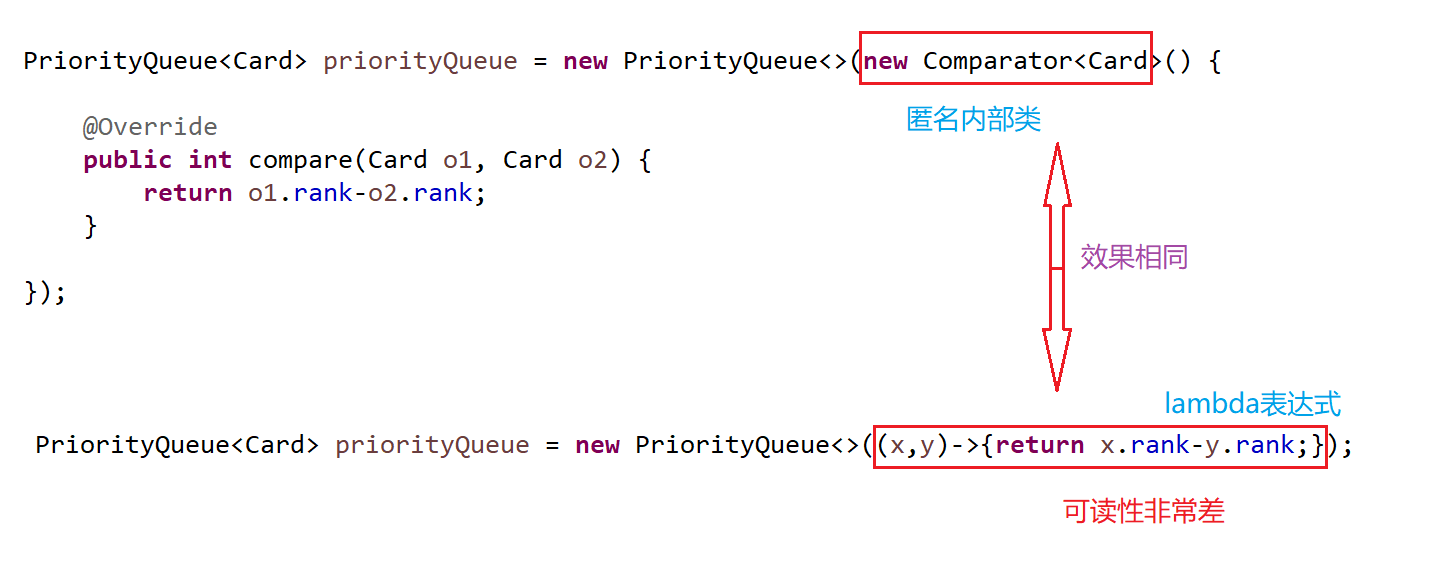 PriorityQueue<Card> priorityQueue = new PriorityQueue<>(new Comparator<Card>() {
匿名内部类
@Override
public int compare(Card o1, Card o2) {
return o1.rank-o2.rank;
}
效果相同
});
lambda表达式
PriorityQueue<Card> priorityQueue = new PriorityQueue<>((x,y)->{return x.rank-y.rank;});
可读性非常差